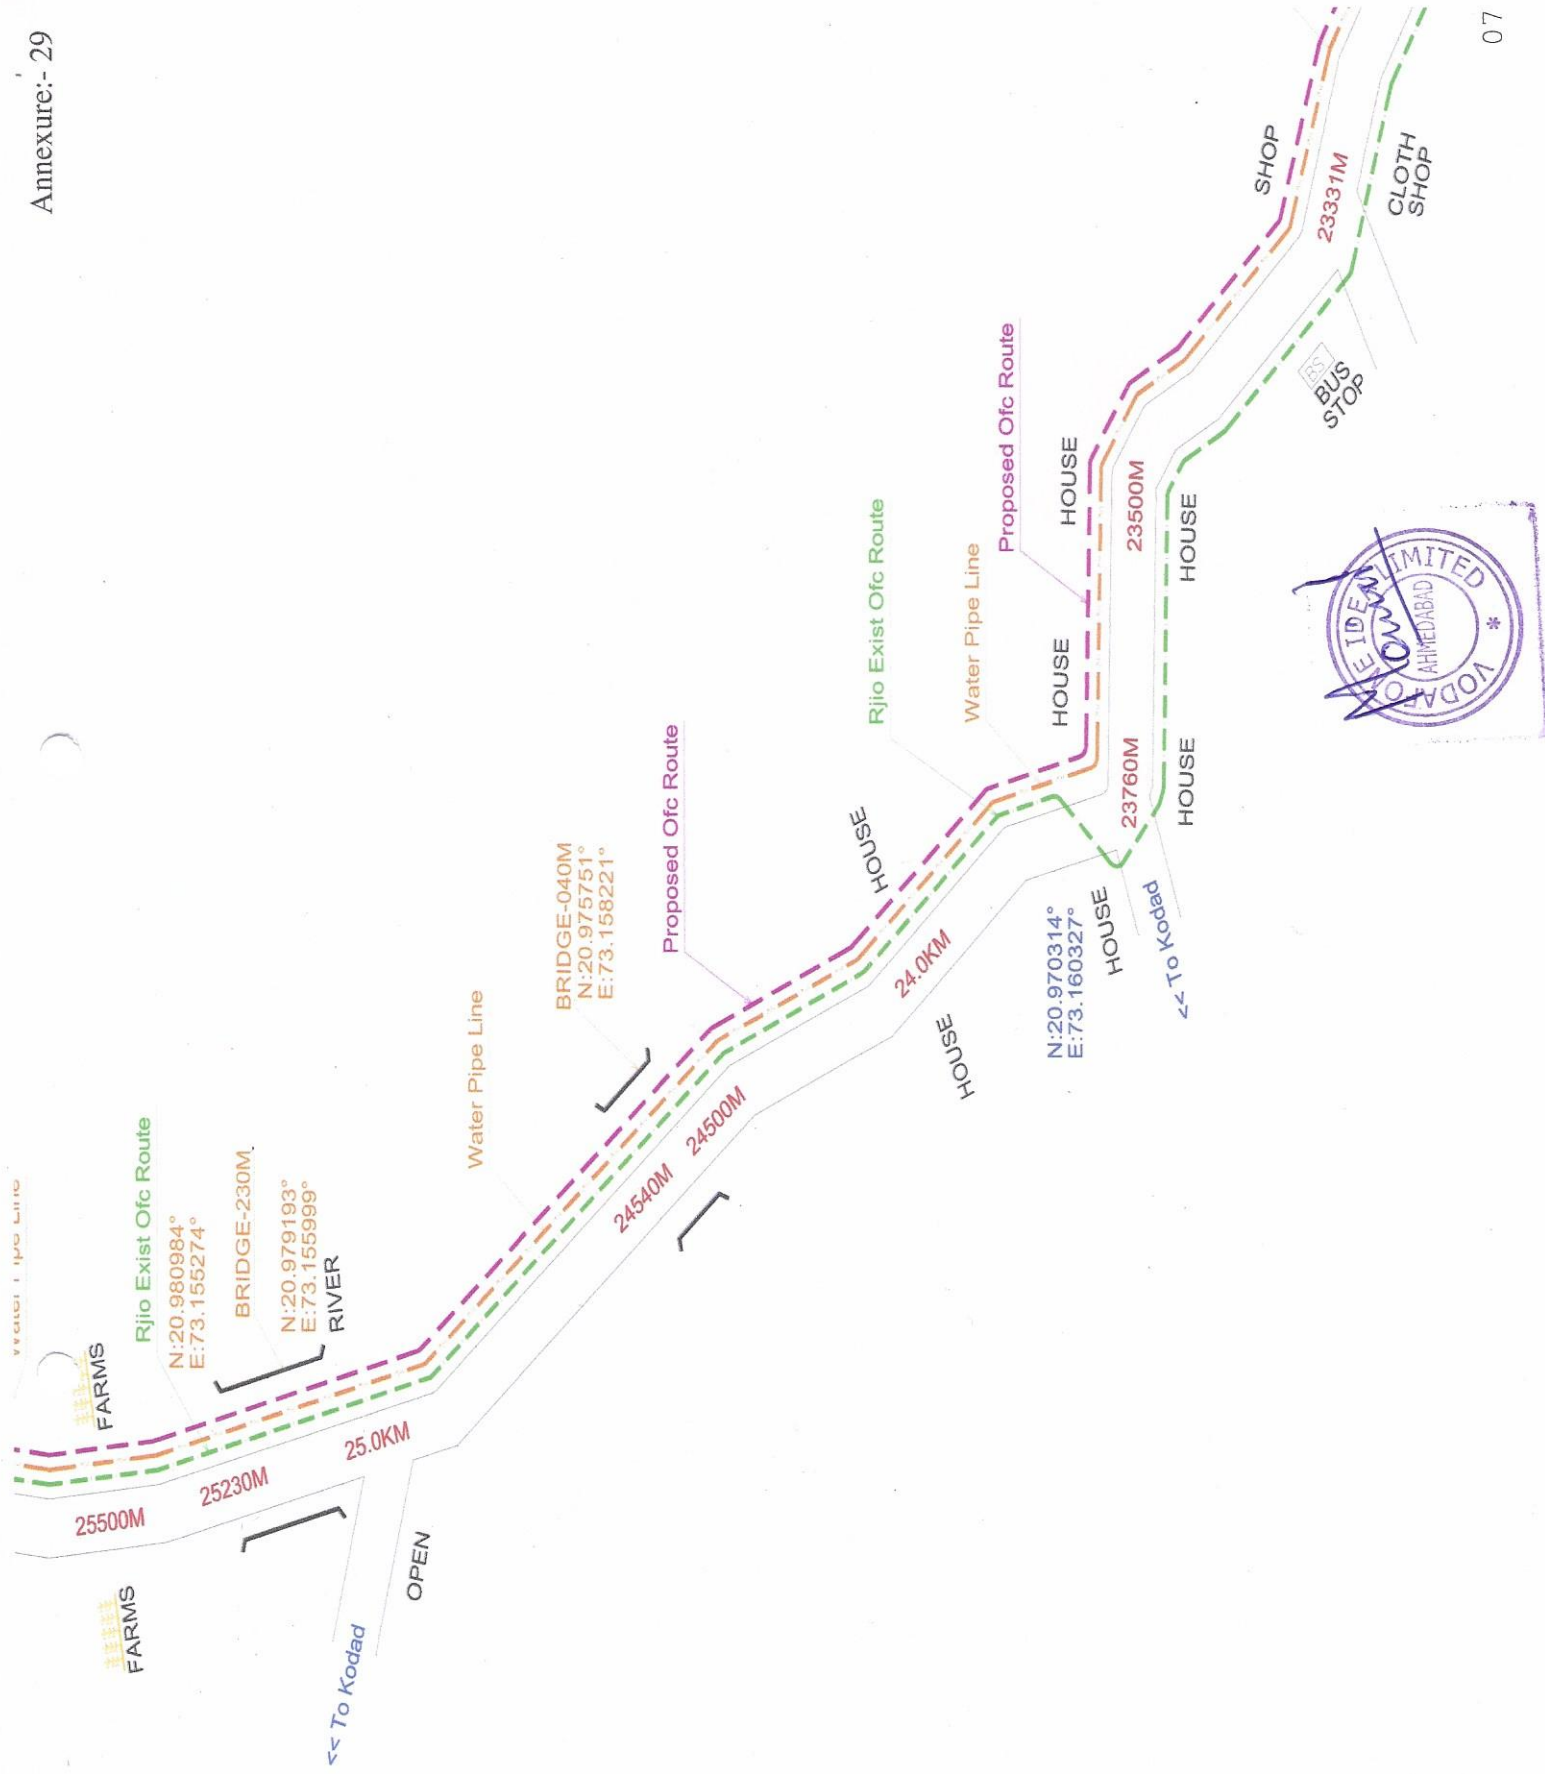 Annexure:- 29
Rjio Exist Ofc Route
N:20.980984°
E:73.155274°
BRIDGE-230M
N:20.979193°
E:73.155999°
RIVER
FARMS
FARMS
25500M
25230M
25.0KM
OPEN
<< To Kodad
Water Pipe Line
BRIDGE-040M
N:20.975751°
E:73.158221°
Proposed Ofc Route
24540M
24500M
HOUSE
24.0KM
HOUSE
Rjio Exist Ofc Route
Water Pipe Line
Proposed Ofc Route
N:20.970314°
E:73.160327°
HOUSE
<< To Kodad
HOUSE
HOUSE
23760M
23500M
HOUSE
HOUSE
BS
BUS
STOP
SHOP
23331M
CLOTH
SHOP
VODAFONE IDEA LIMITED
AHMEDABAD
*
07